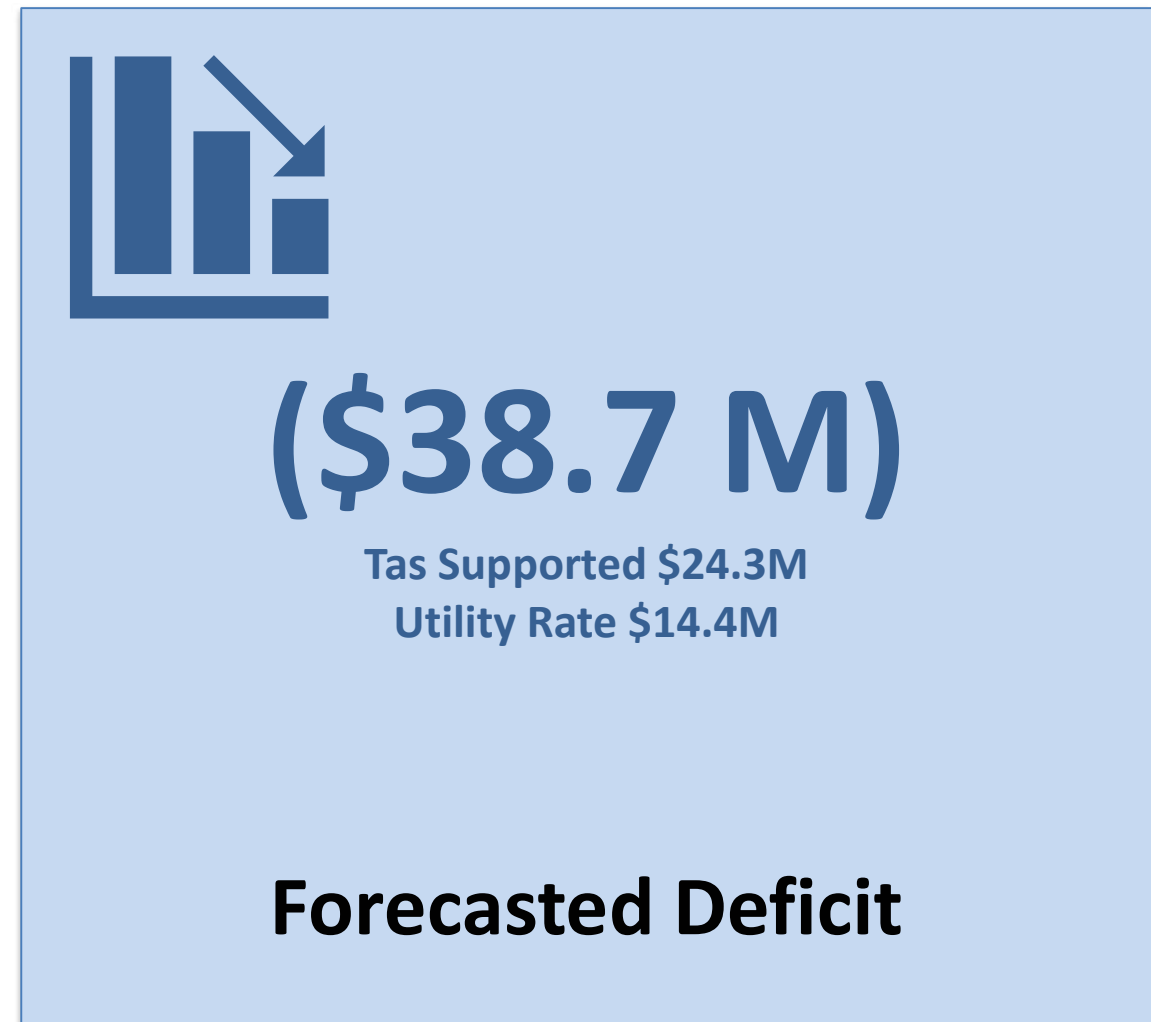 ($38.7 M)
Tas Supported $24.3M
Utility Rate $14.4M
Forecasted Deficit